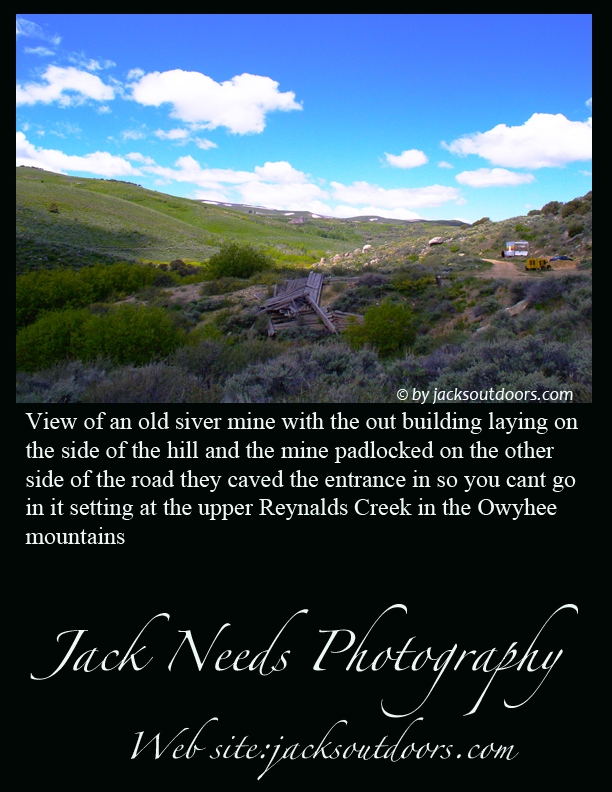 © by jacksoutdoors.com
View of an old siver mine with the out building laying on
the side of the hill and the mine padlocked on the other
side of the road they caved the entrance in so you cant go
in it setting at the upper Reynalds Creek in the Owyhee
mountains
Jack Needs Photography
Web site:jacksoutdoors.com